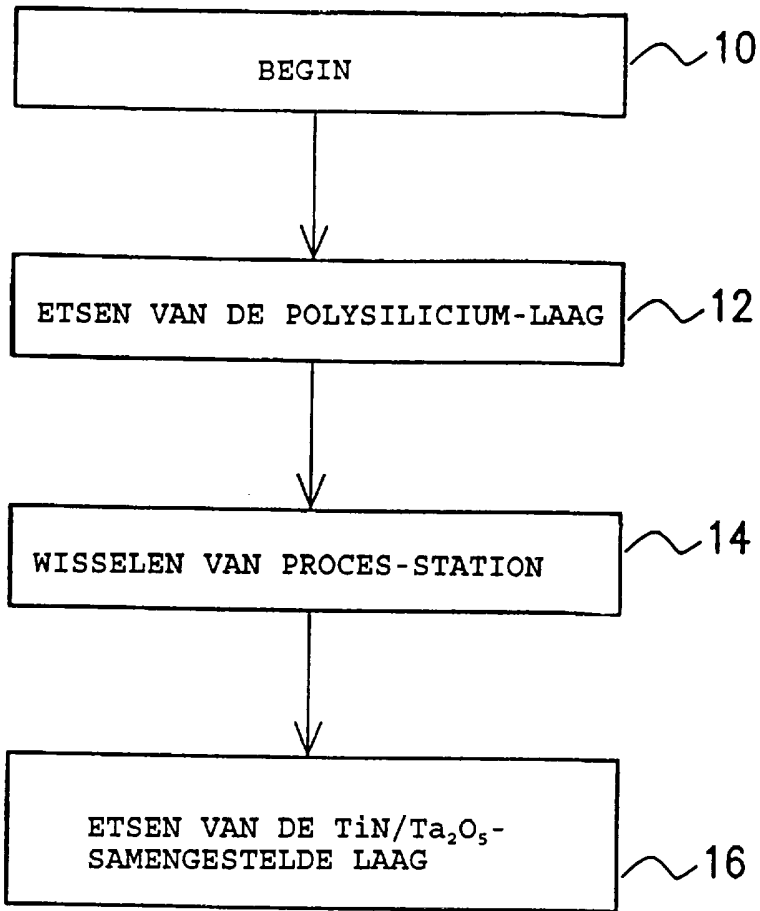 BEGIN
10
ETSEN VAN DE POLYSILICIUM-LAAG
12
WISSELEN VAN PROCES-STATION
14
ETSEN VAN DE TiN/Ta₂O₅-
SAMENGESTELDE LAAG
16